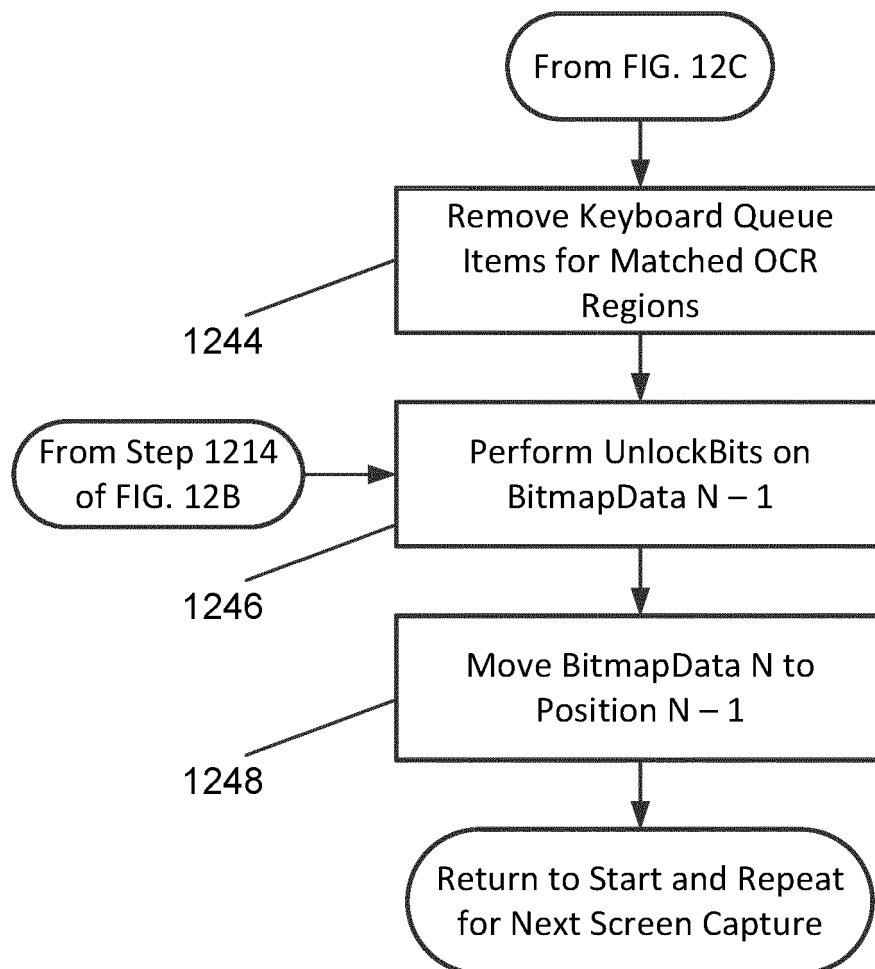 From FIG. 12C
Remove Keyboard Queue
Items for Matched OCR
Regions
1244
From Step 1214
of FIG. 12B
Perform UnlockBits on
BitmapData N – 1
1246
Move BitmapData N to
Position N – 1
1248
Return to Start and Repeat
for Next Screen Capture